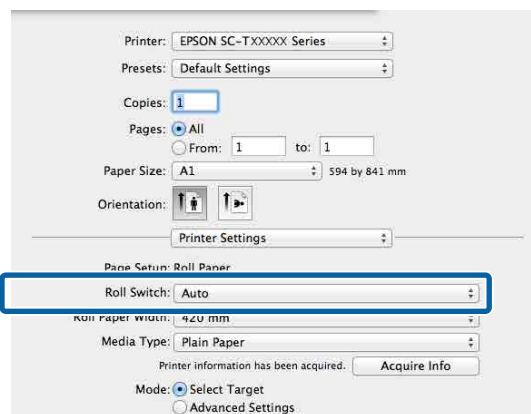 Printer: EPSON SC-TXXXXX Series
Presets: Default Settings
Copies: 1
Pages: All
From: 1 to: 1
Paper Size: A1 594 by 841 mm
Orientation:
Printer Settings
Page Setup: Roll Paper
Roll Switch: Auto
Roll Paper Width: 420 mm
Media Type: Plain Paper
Printer information has been acquired. Acquire Info
Mode: Select Target
Advanced Settings